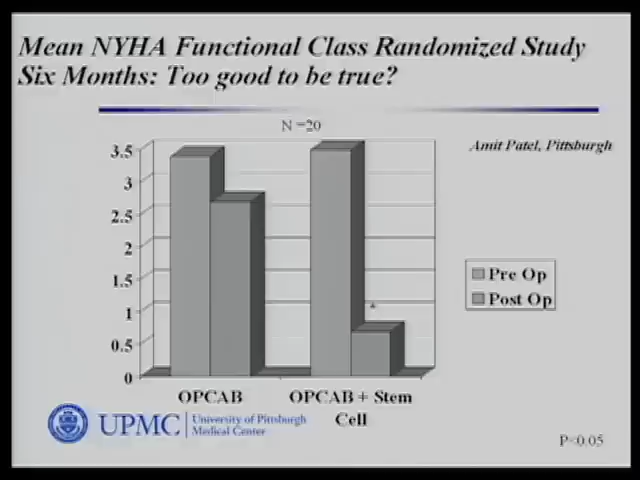 Mean NYHA Functional Class Randomized Study
Six Months: Too good to be true?
N =20
Amit Patel, Pittsburgh
3.5
3
2.5
2
1.5
1
0.5
0
*
Pre Op
Post Op
OPCAB
OPCAB + Stem
Cell
UPMC
University of Pittsburgh
Medical Center
P<0.05